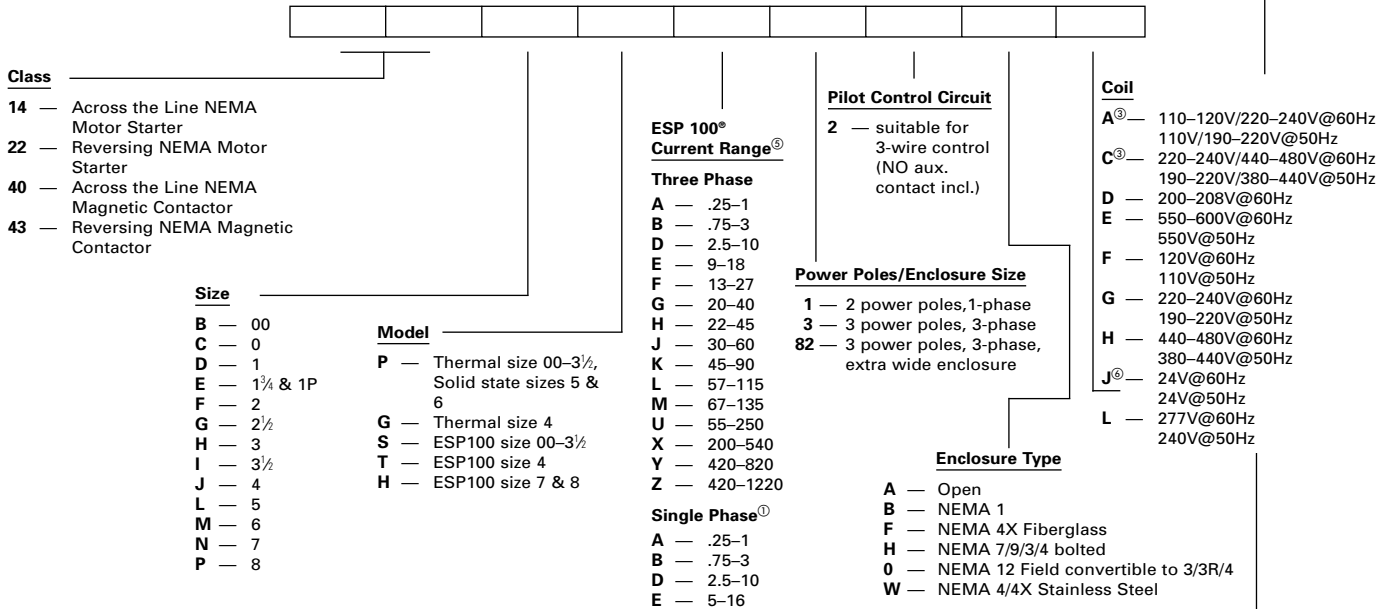 Class
14 — Across the Line NEMA
Motor Starter
22 — Reversing NEMA Motor
Starter
40 — Across the Line NEMA
Magnetic Contactor
43 — Reversing NEMA Magnetic
Contactor
Size
B — 00
C — 0
D — 1
E — 1¾ & 1P
F — 2
G — 2½
H — 3
I — 3½
J — 4
L — 5
M — 6
N — 7
P — 8
Model
P — Thermal size 00–3½,
Solid state sizes 5 &
6
G — Thermal size 4
S — ESP100 size 00–3½
T — ESP100 size 4
H — ESP100 size 7 & 8
ESP 100®
Current Range⑤
Three Phase
A — .25–1
B — .75–3
D — 2.5–10
E — 9–18
F — 13–27
G — 20–40
H — 22–45
J — 30–60
K — 45–90
L — 57–115
M — 67–135
U — 55–250
X — 200–540
Y — 420–820
Z — 420–1220
Single Phase①
A — .25–1
B — .75–3
D — 2.5–10
E — 5–16
Power Poles/Enclosure Size
1 — 2 power poles,1-phase
3 — 3 power poles, 3-phase
82 — 3 power poles, 3-phase,
extra wide enclosure
Pilot Control Circuit
2 — suitable for
3-wire control
(NO aux.
contact incl.)
Enclosure Type
A — Open
B — NEMA 1
F — NEMA 4X Fiberglass
H — NEMA 7/9/3/4 bolted
0 — NEMA 12 Field convertible to 3/3R/4
W — NEMA 4/4X Stainless Steel
Coil
A③— 110–120V/220–240V@60Hz
110V/190–220V@50Hz
C③— 220–240V/440–480V@60Hz
190–220V/380–440V@50Hz
D — 200–208V@60Hz
E — 550–600V@60Hz
550V@50Hz
F — 120V@60Hz
110V@50Hz
G — 220–240V@60Hz
190–220V@50Hz
H — 440–480V@60Hz
380–440V@50Hz
J⑥— 24V@60Hz
24V@50Hz
L — 277V@60Hz
240V@50Hz